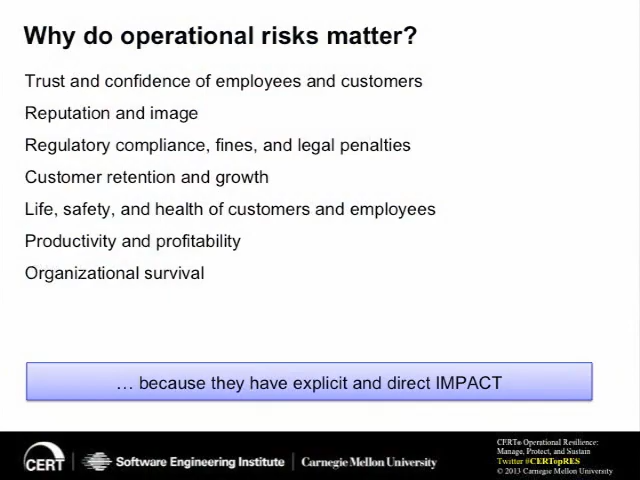 Why do operational risks matter?
Trust and confidence of employees and customers
Reputation and image
Regulatory compliance, fines, and legal penalties
Customer retention and growth
Life, safety, and health of customers and employees
Productivity and profitability
Organizational survival
… because they have explicit and direct IMPACT
CERT | Software Engineering Institute | Carnegie Mellon University
CERT® Operational Resilience:
Manage, Protect, and Sustain
Twitter #CERTopRES
© 2013 Carnegie Mellon University